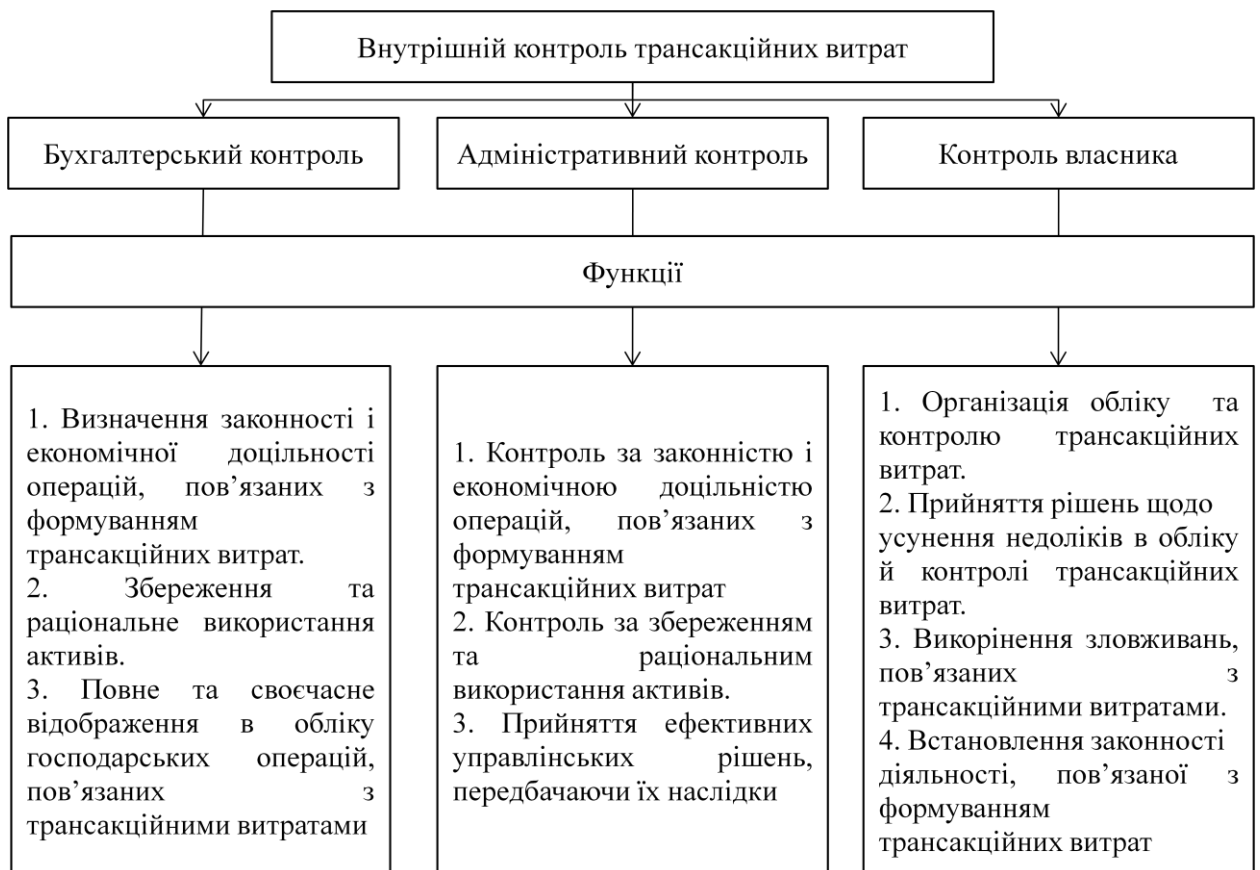 Внутрішній контроль трансакційних витрат
Бухгалтерський контроль
Адміністративний контроль
Контроль власника
Функції
1. Визначення законності і
економічної доцільності
операцій, пов’язаних з
формуванням
трансакційних витрат.
2. Збереження та
раціональне використання
активів.
3. Повне та своєчасне
відображення в обліку
господарських операцій,
пов’язаних з
трансакційними витратами
1. Контроль за законністю і
економічною доцільністю
операцій, пов’язаних з
формуванням
трансакційних витрат
2. Контроль за збереженням
та раціональним
використання активів.
3. Прийняття ефективних
управлінських рішень,
передбачаючи їх наслідки
1. Організація обліку та
контролю трансакційних
витрат.
2. Прийняття рішень щодо
усунення недоліків в обліку
й контролі трансакційних
витрат.
3. Викорінення зловживань,
пов’язаних з
трансакційними витратами.
4. Встановлення законності
діяльності, пов’язаної з
формуванням
трансакційних витрат